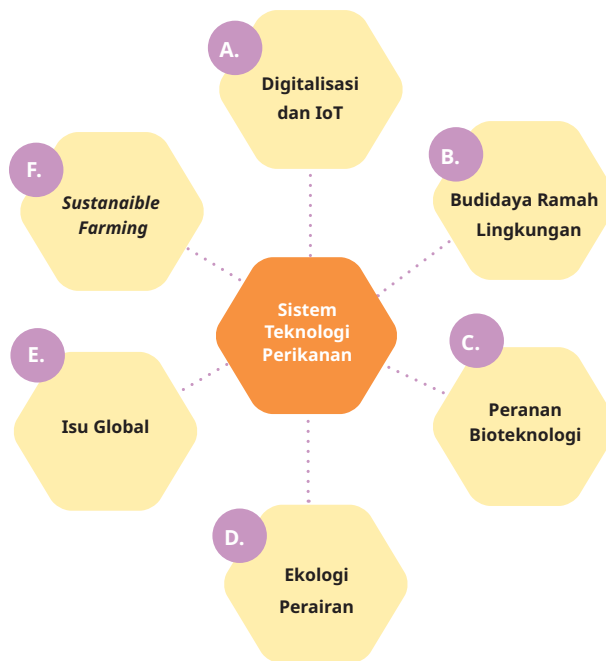 A.
Digitalisasi
dan IoT
B.
Budidaya Ramah
Lingkungan
C.
Peranan
Bioteknologi
D.
Ekologi
Perairan
E.
Isu Global
F.
Sustanaible
Farming
Sistem
Teknologi
Perikanan